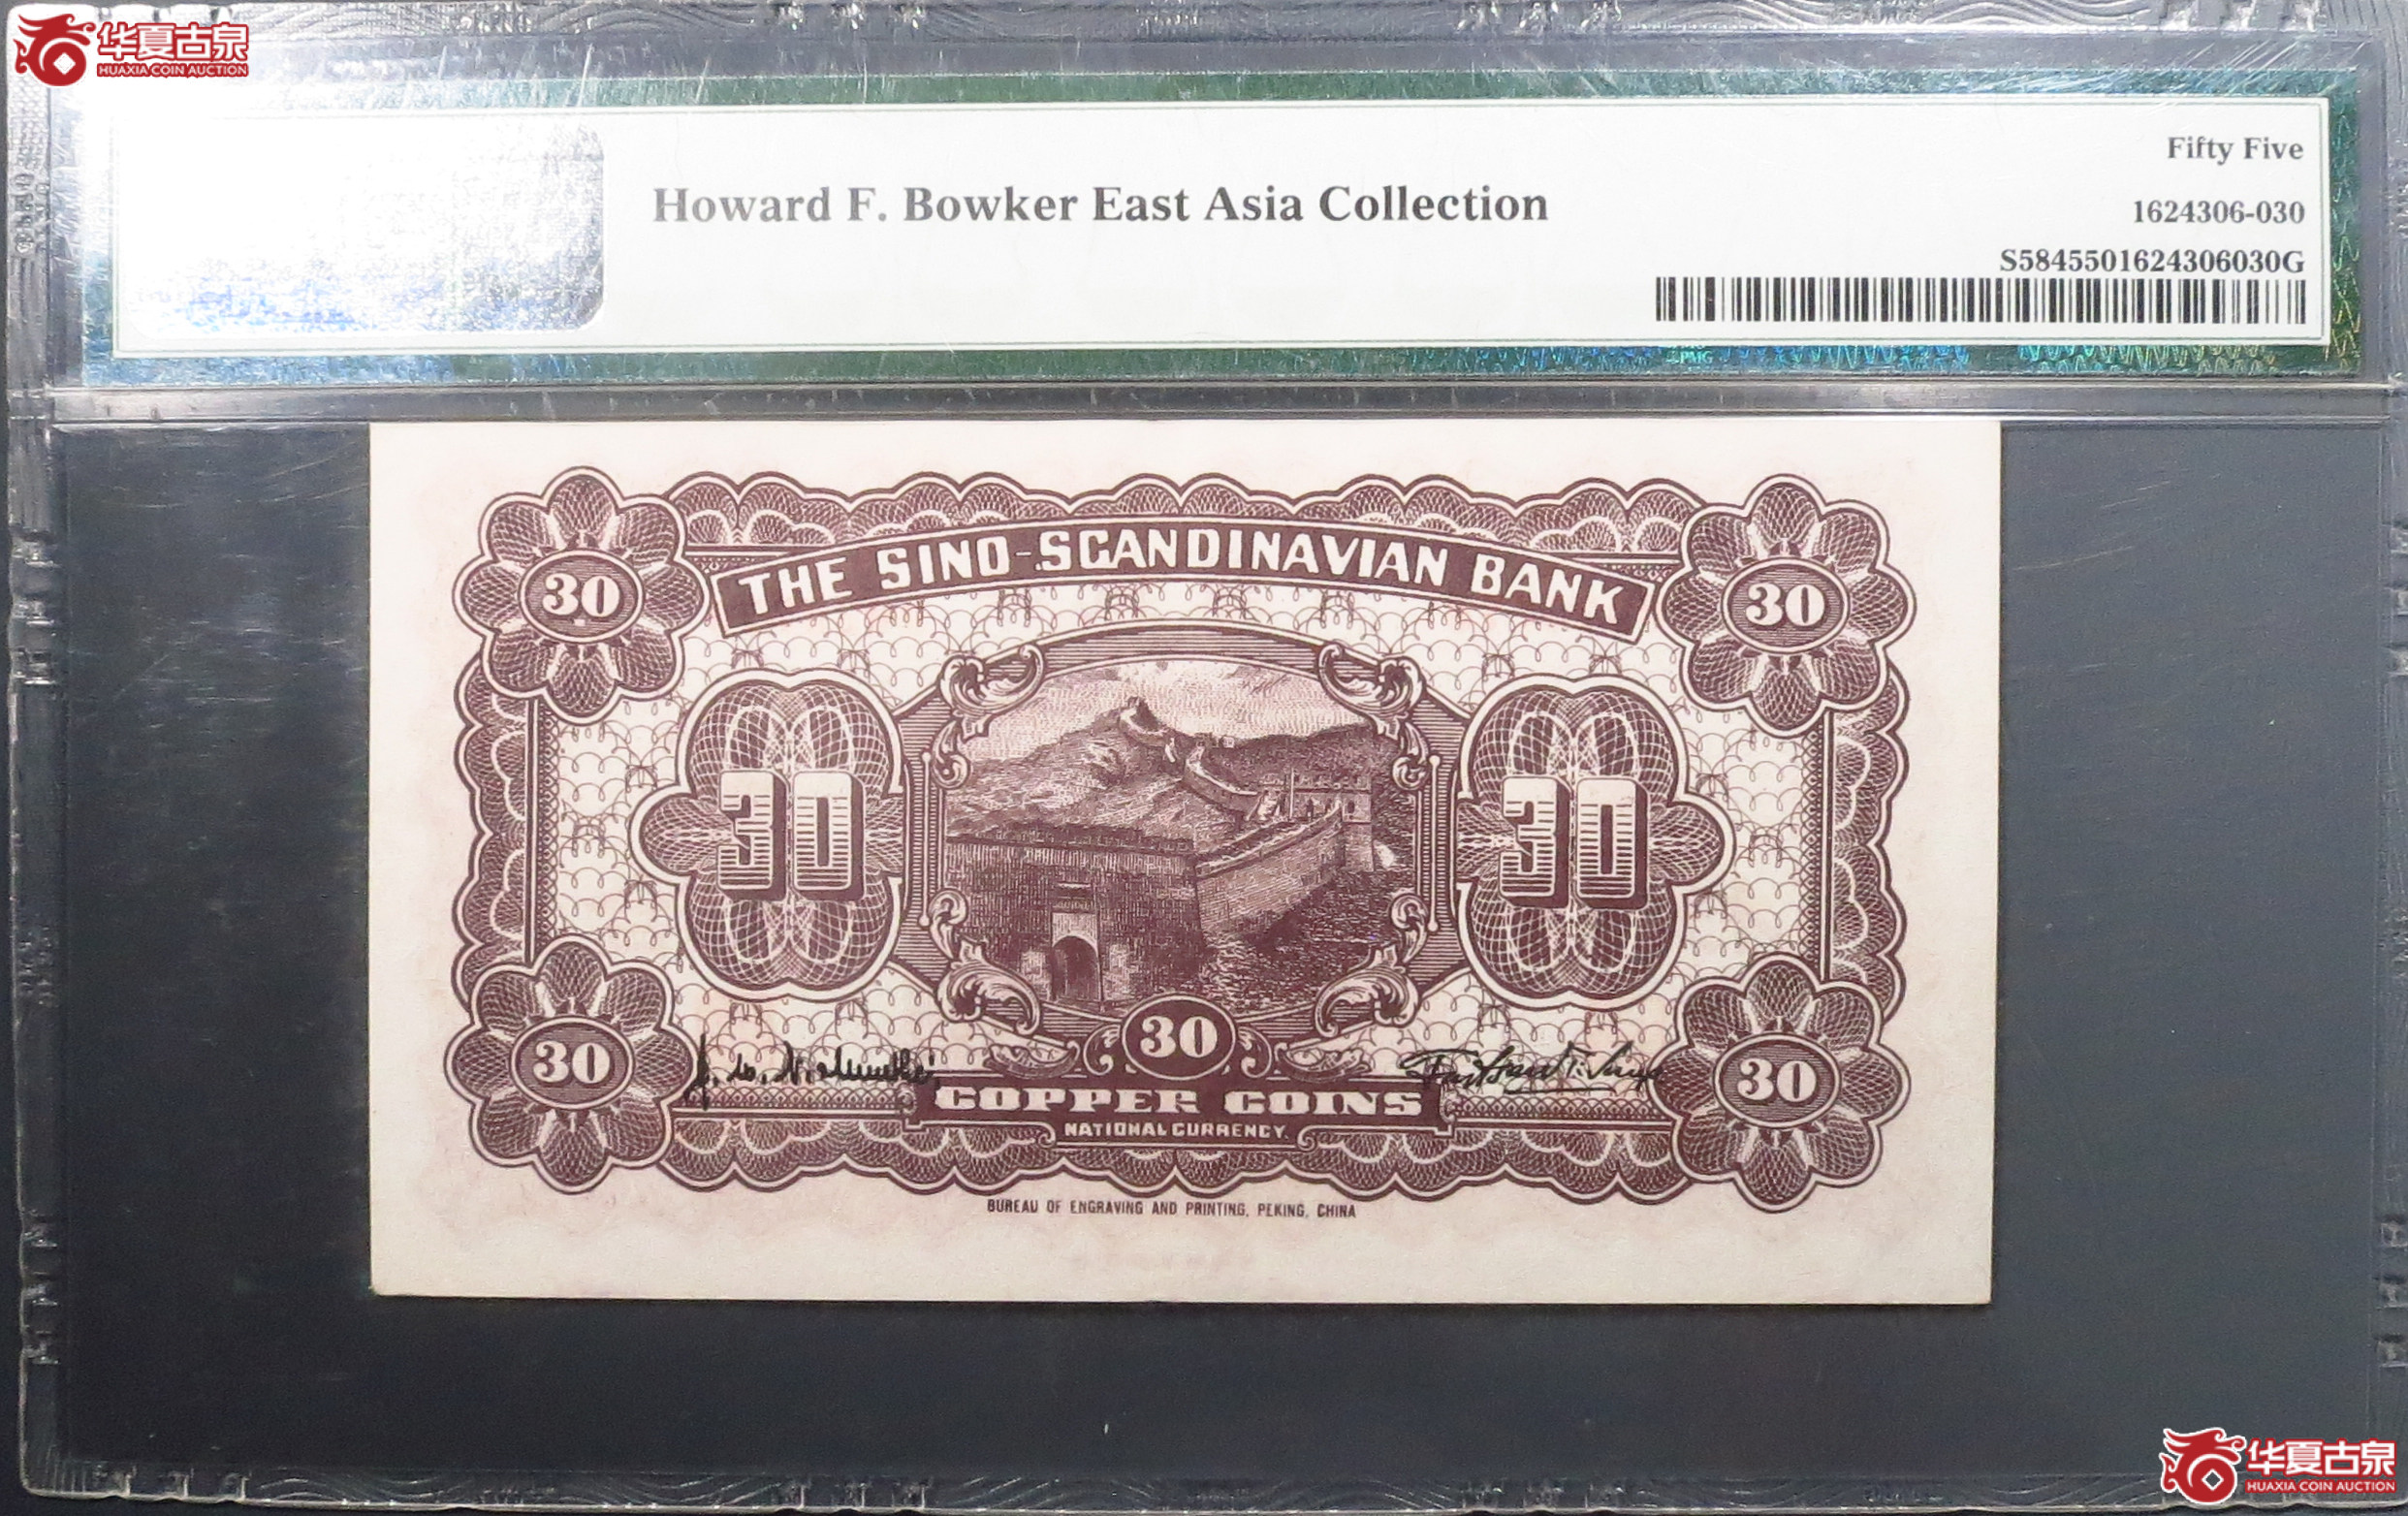 华夏古泉
HUAXIA COIN AUCTION
Fifty Five
Howard F. Bowker East Asia Collection
1624306-030
S5845501624306030G
PMG
THE SINO-SCANDINAVIAN BANK
30
30
30
30
30
30
30
COPPER COINS
NATIONAL CURRENCY.
BUREAU OF ENGRAVING AND PRINTING, PEKING, CHINA
华夏古泉
HUAXIA COIN AUCTION